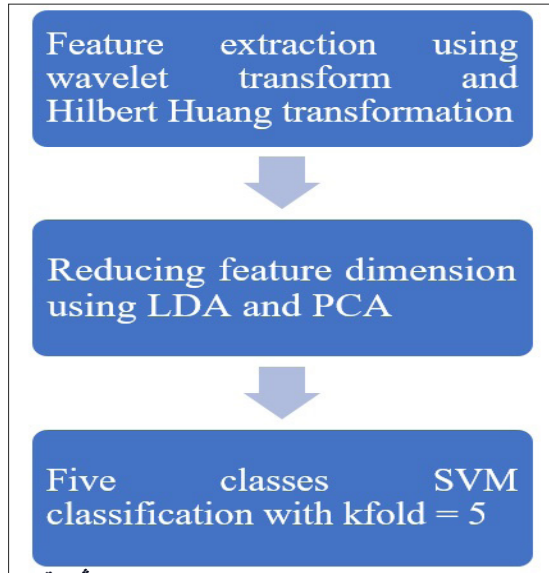 Feature extraction using
wavelet transform and
Hilbert Huang transformation
Reducing feature dimension
using LDA and PCA
Five classes SVM
classification with kfold = 5